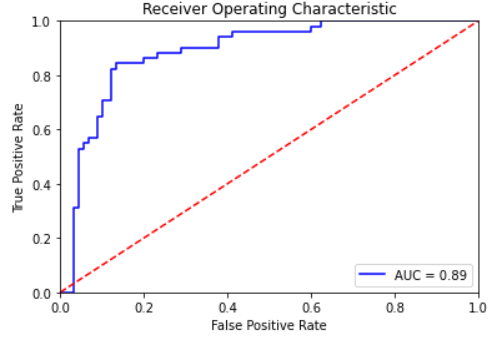 Receiver Operating Characteristic
1.0
0.8
0.6
0.4
0.2
0.0
True Positive Rate
AUC = 0.89
0.0 0.2 0.4 0.6 0.8 1.0
False Positive Rate